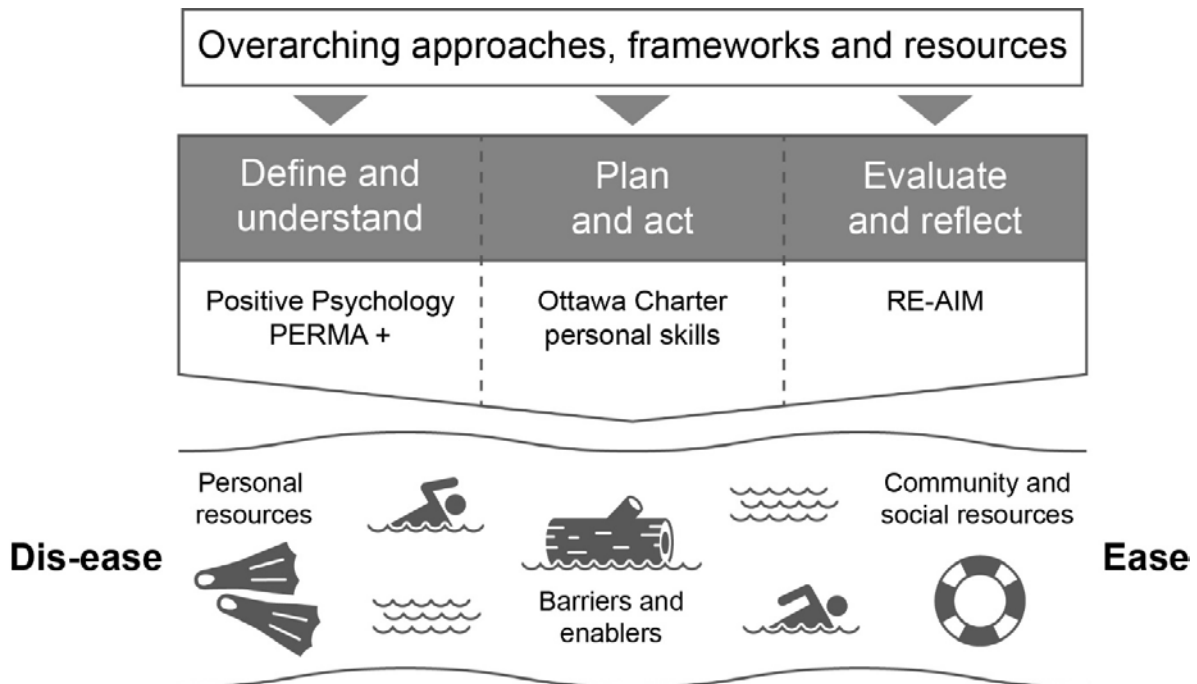 Overarching approaches, frameworks and resources
Define and
understand
Plan
and act
Evaluate
and reflect
Positive Psychology
PERMA +
Ottawa Charter
personal skills
RE-AIM
Personal
resources
Community and
social resources
Dis-ease
Ease
Barriers and
enablers